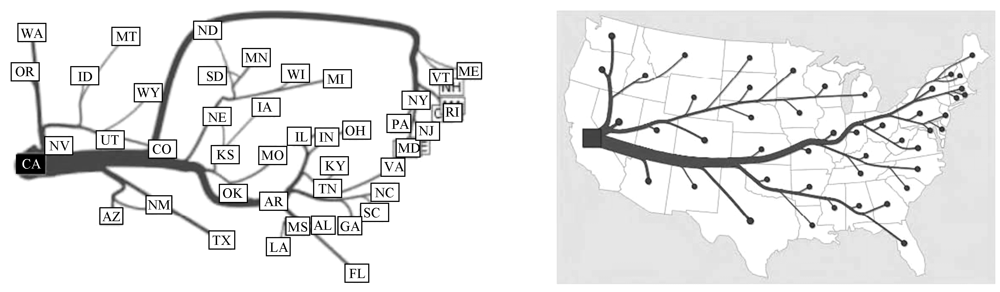 ND
WA
MT
MN
OR
ID
SD
WI
MI
VT
ME
NH
WY
NY
NE
IA
RI
PA
NJ
NV
UT
CO
KS
MO
IL
IN
OH
MD
CA
KY
VA
OK
AR
TN
NC
NM
AZ
SC
MS
AL
GA
TX
LA
FL